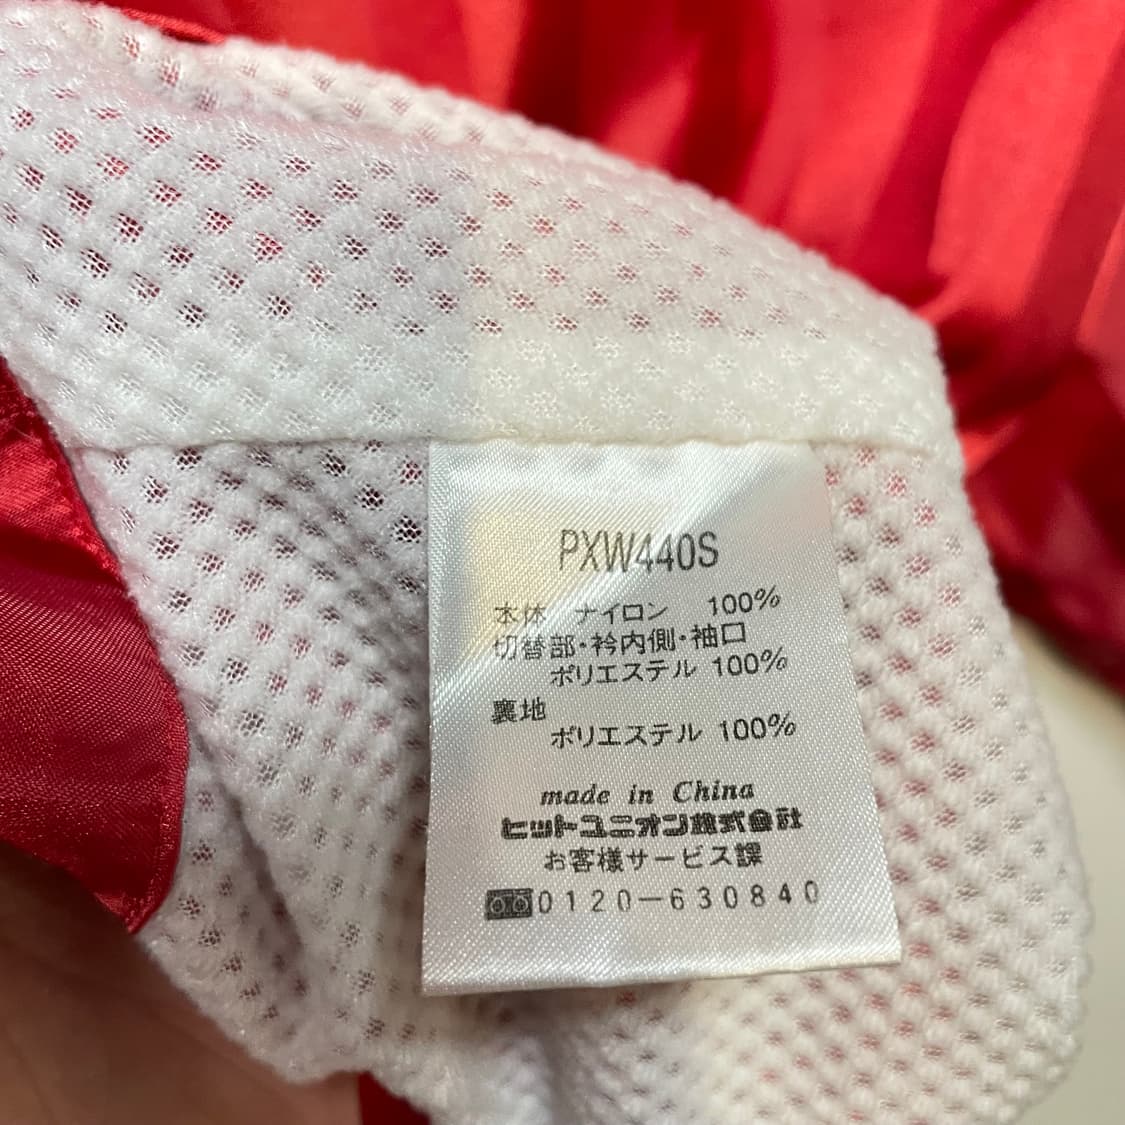 PXW440S
本体 ナイロン 100%
切替部・衿内側・袖口
ポリエステル 100%
裏地
ポリエステル 100%
made in China
ヒットユニオン株式会社
お客様サービス課
0120-630840